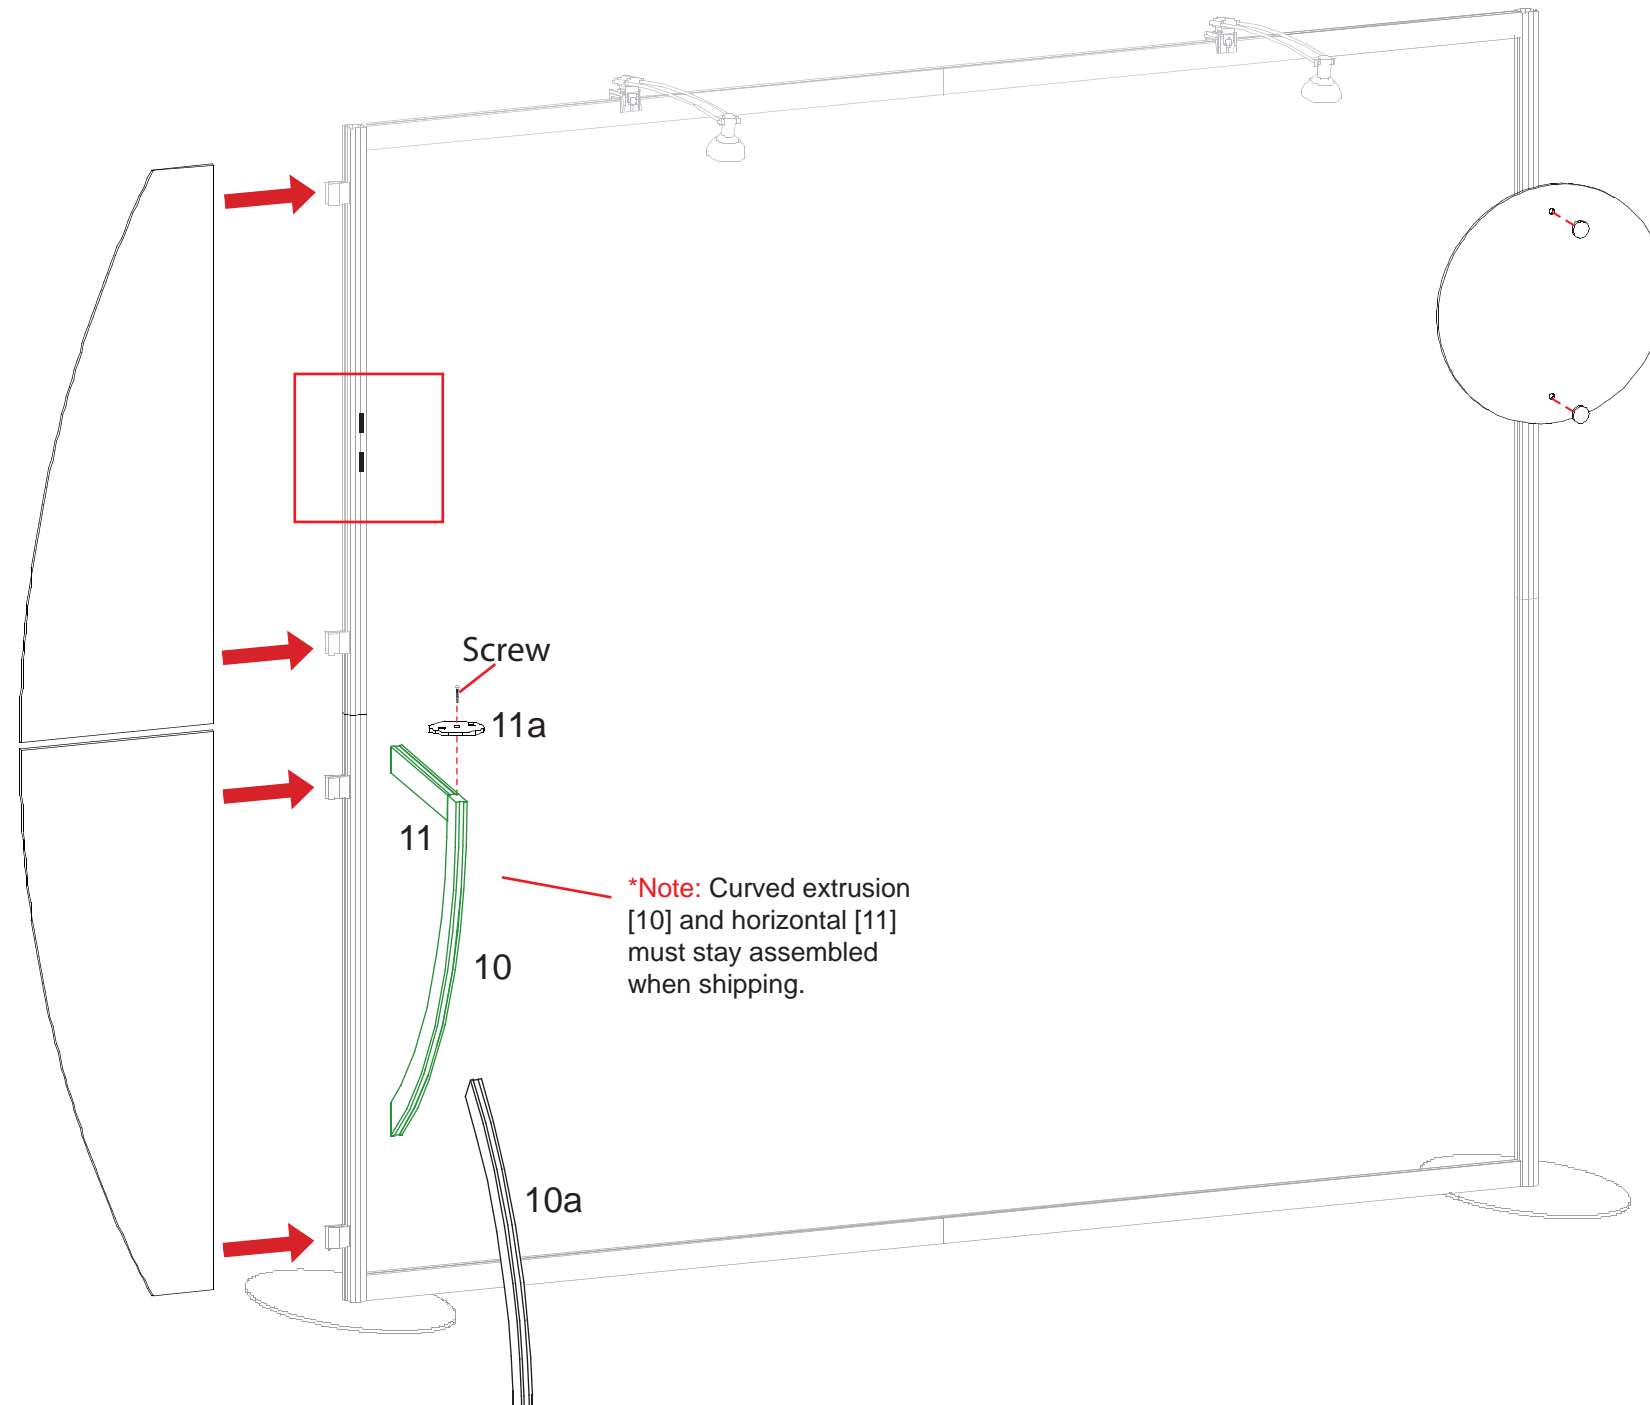 Screw
11a
11
*Note: Curved extrusion
[10] and horizontal [11]
must stay assembled
when shipping.
10
10a